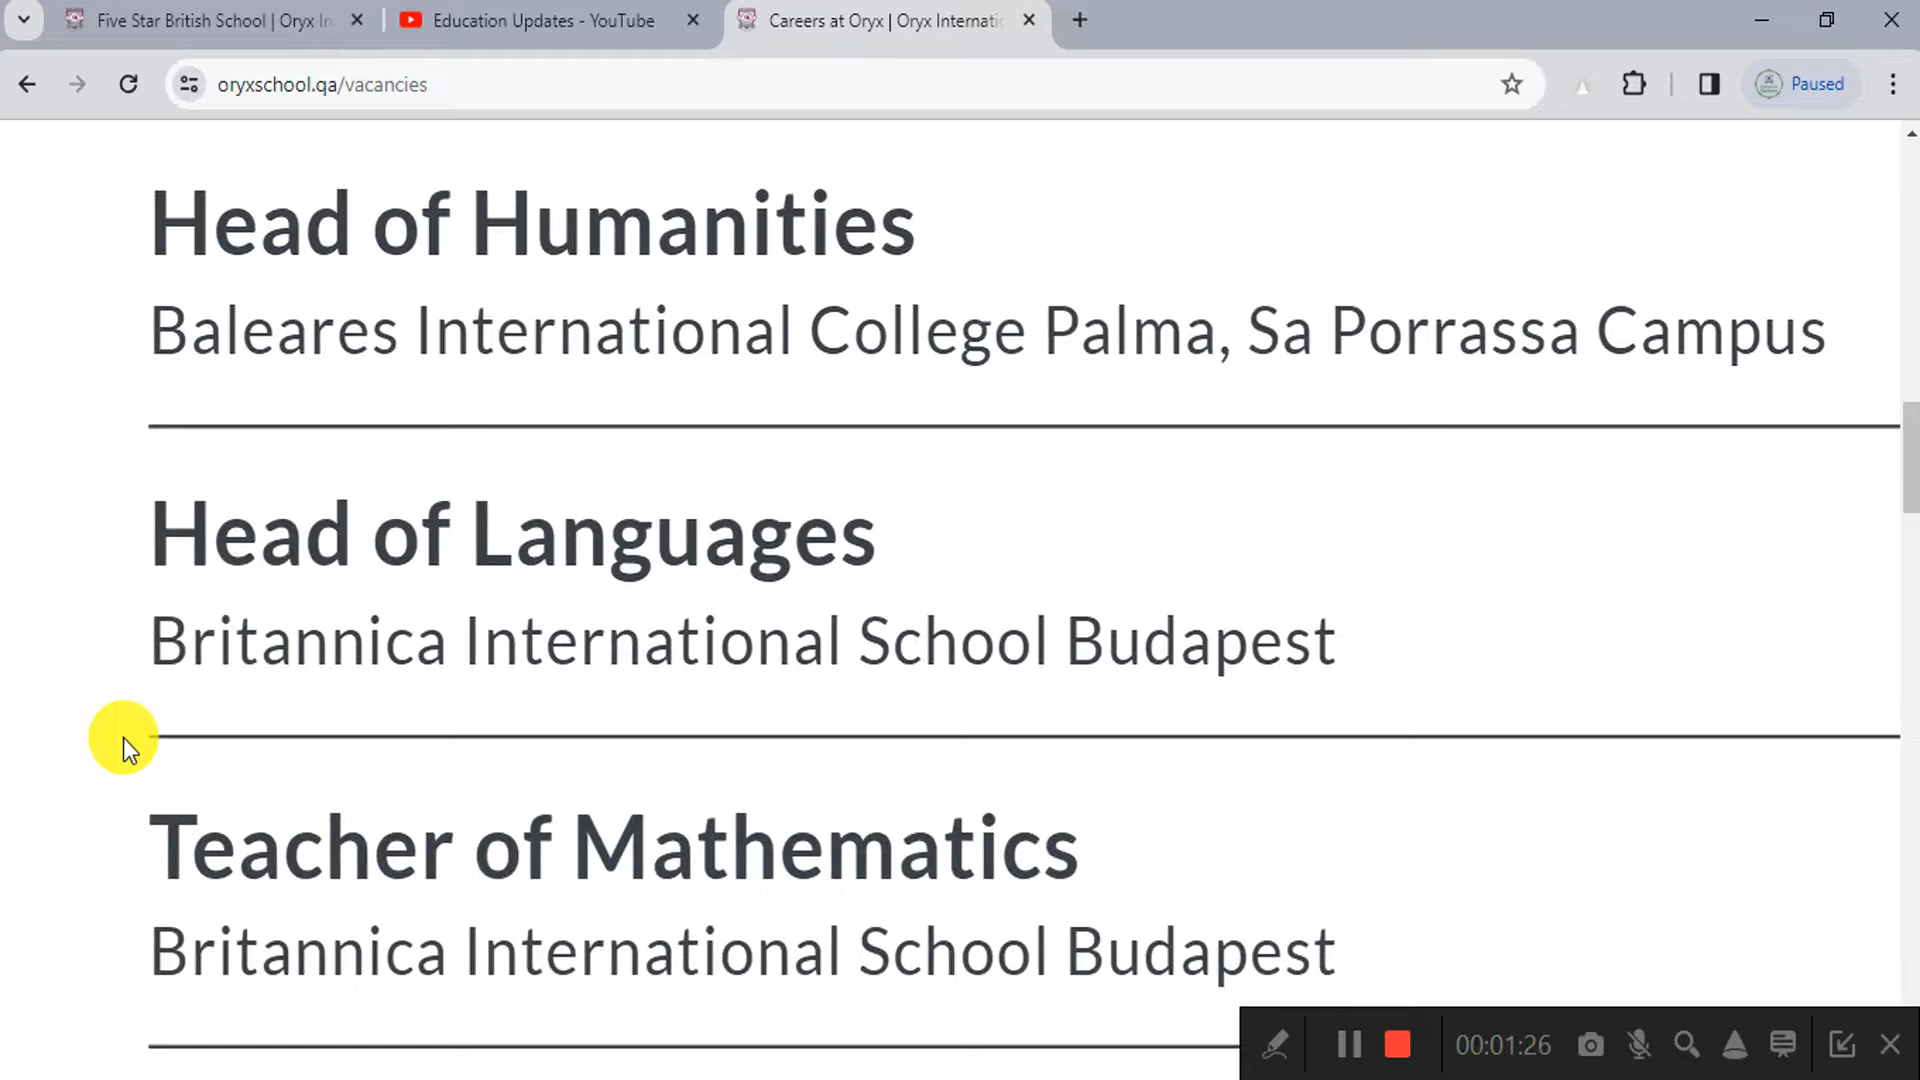 Five Star British School | Oryx In
Education Updates - YouTube
Careers at Oryx | Oryx Internatio
oryxschool.qa/vacancies
Paused
Head of Humanities
Baleares International College Palma, Sa Porrassa Campus
Head of Languages
Britannica International School Budapest
Teacher of Mathematics
Britannica International School Budapest
00:01:26